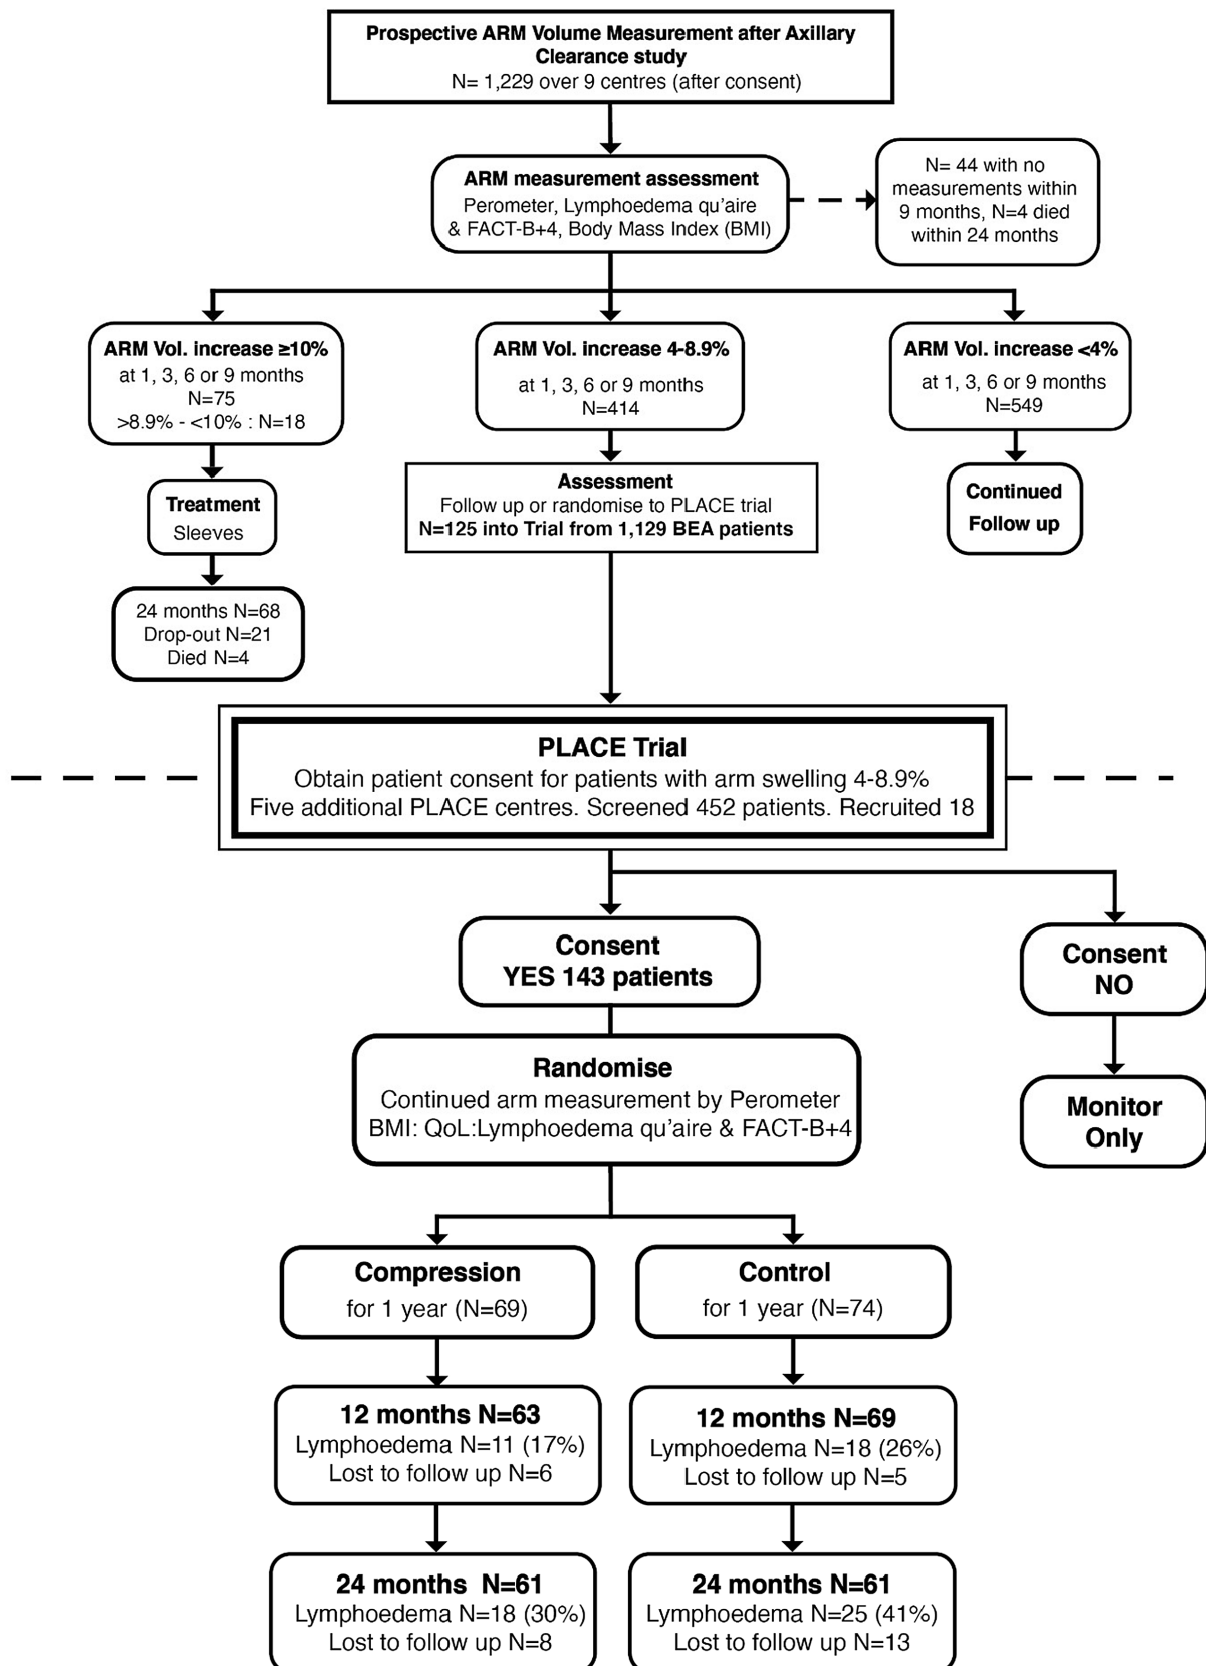 Prospective ARM Volume Measurement after Axillary
Clearance study
N= 1,229 over 9 centres (after consent)
ARM measurement assessment
Perometer, Lymphoedema qu'aire
& FACT-B+4, Body Mass Index (BMI)
N= 44 with no
measurements within
9 months, N=4 died
within 24 months
ARM Vol. increase ≥10%
at 1, 3, 6 or 9 months
N=75
>8.9% - <10% : N=18
ARM Vol. increase 4-8.9%
at 1, 3, 6 or 9 months
N=414
ARM Vol. increase <4%
at 1, 3, 6 or 9 months
N=549
Treatment
Sleeves
Assessment
Follow up or randomise to PLACE trial
N=125 into Trial from 1,129 BEA patients
Continued
Follow up
24 months N=68
Drop-out N=21
Died N=4
PLACE Trial
Obtain patient consent for patients with arm swelling 4-8.9%
Five additional PLACE centres. Screened 452 patients. Recruited 18
Consent
YES 143 patients
Consent
NO
Randomise
Continued arm measurement by Perometer
BMI: QoL:Lymphoedema qu'aire & FACT-B+4
Monitor
Only
Compression
for 1 year (N=69)
Control
for 1 year (N=74)
12 months N=63
Lymphoedema N=11 (17%)
Lost to follow up N=6
12 months N=69
Lymphoedema N=18 (26%)
Lost to follow up N=5
24 months N=61
Lymphoedema N=18 (30%)
Lost to follow up N=8
24 months N=61
Lymphoedema N=25 (41%)
Lost to follow up N=13